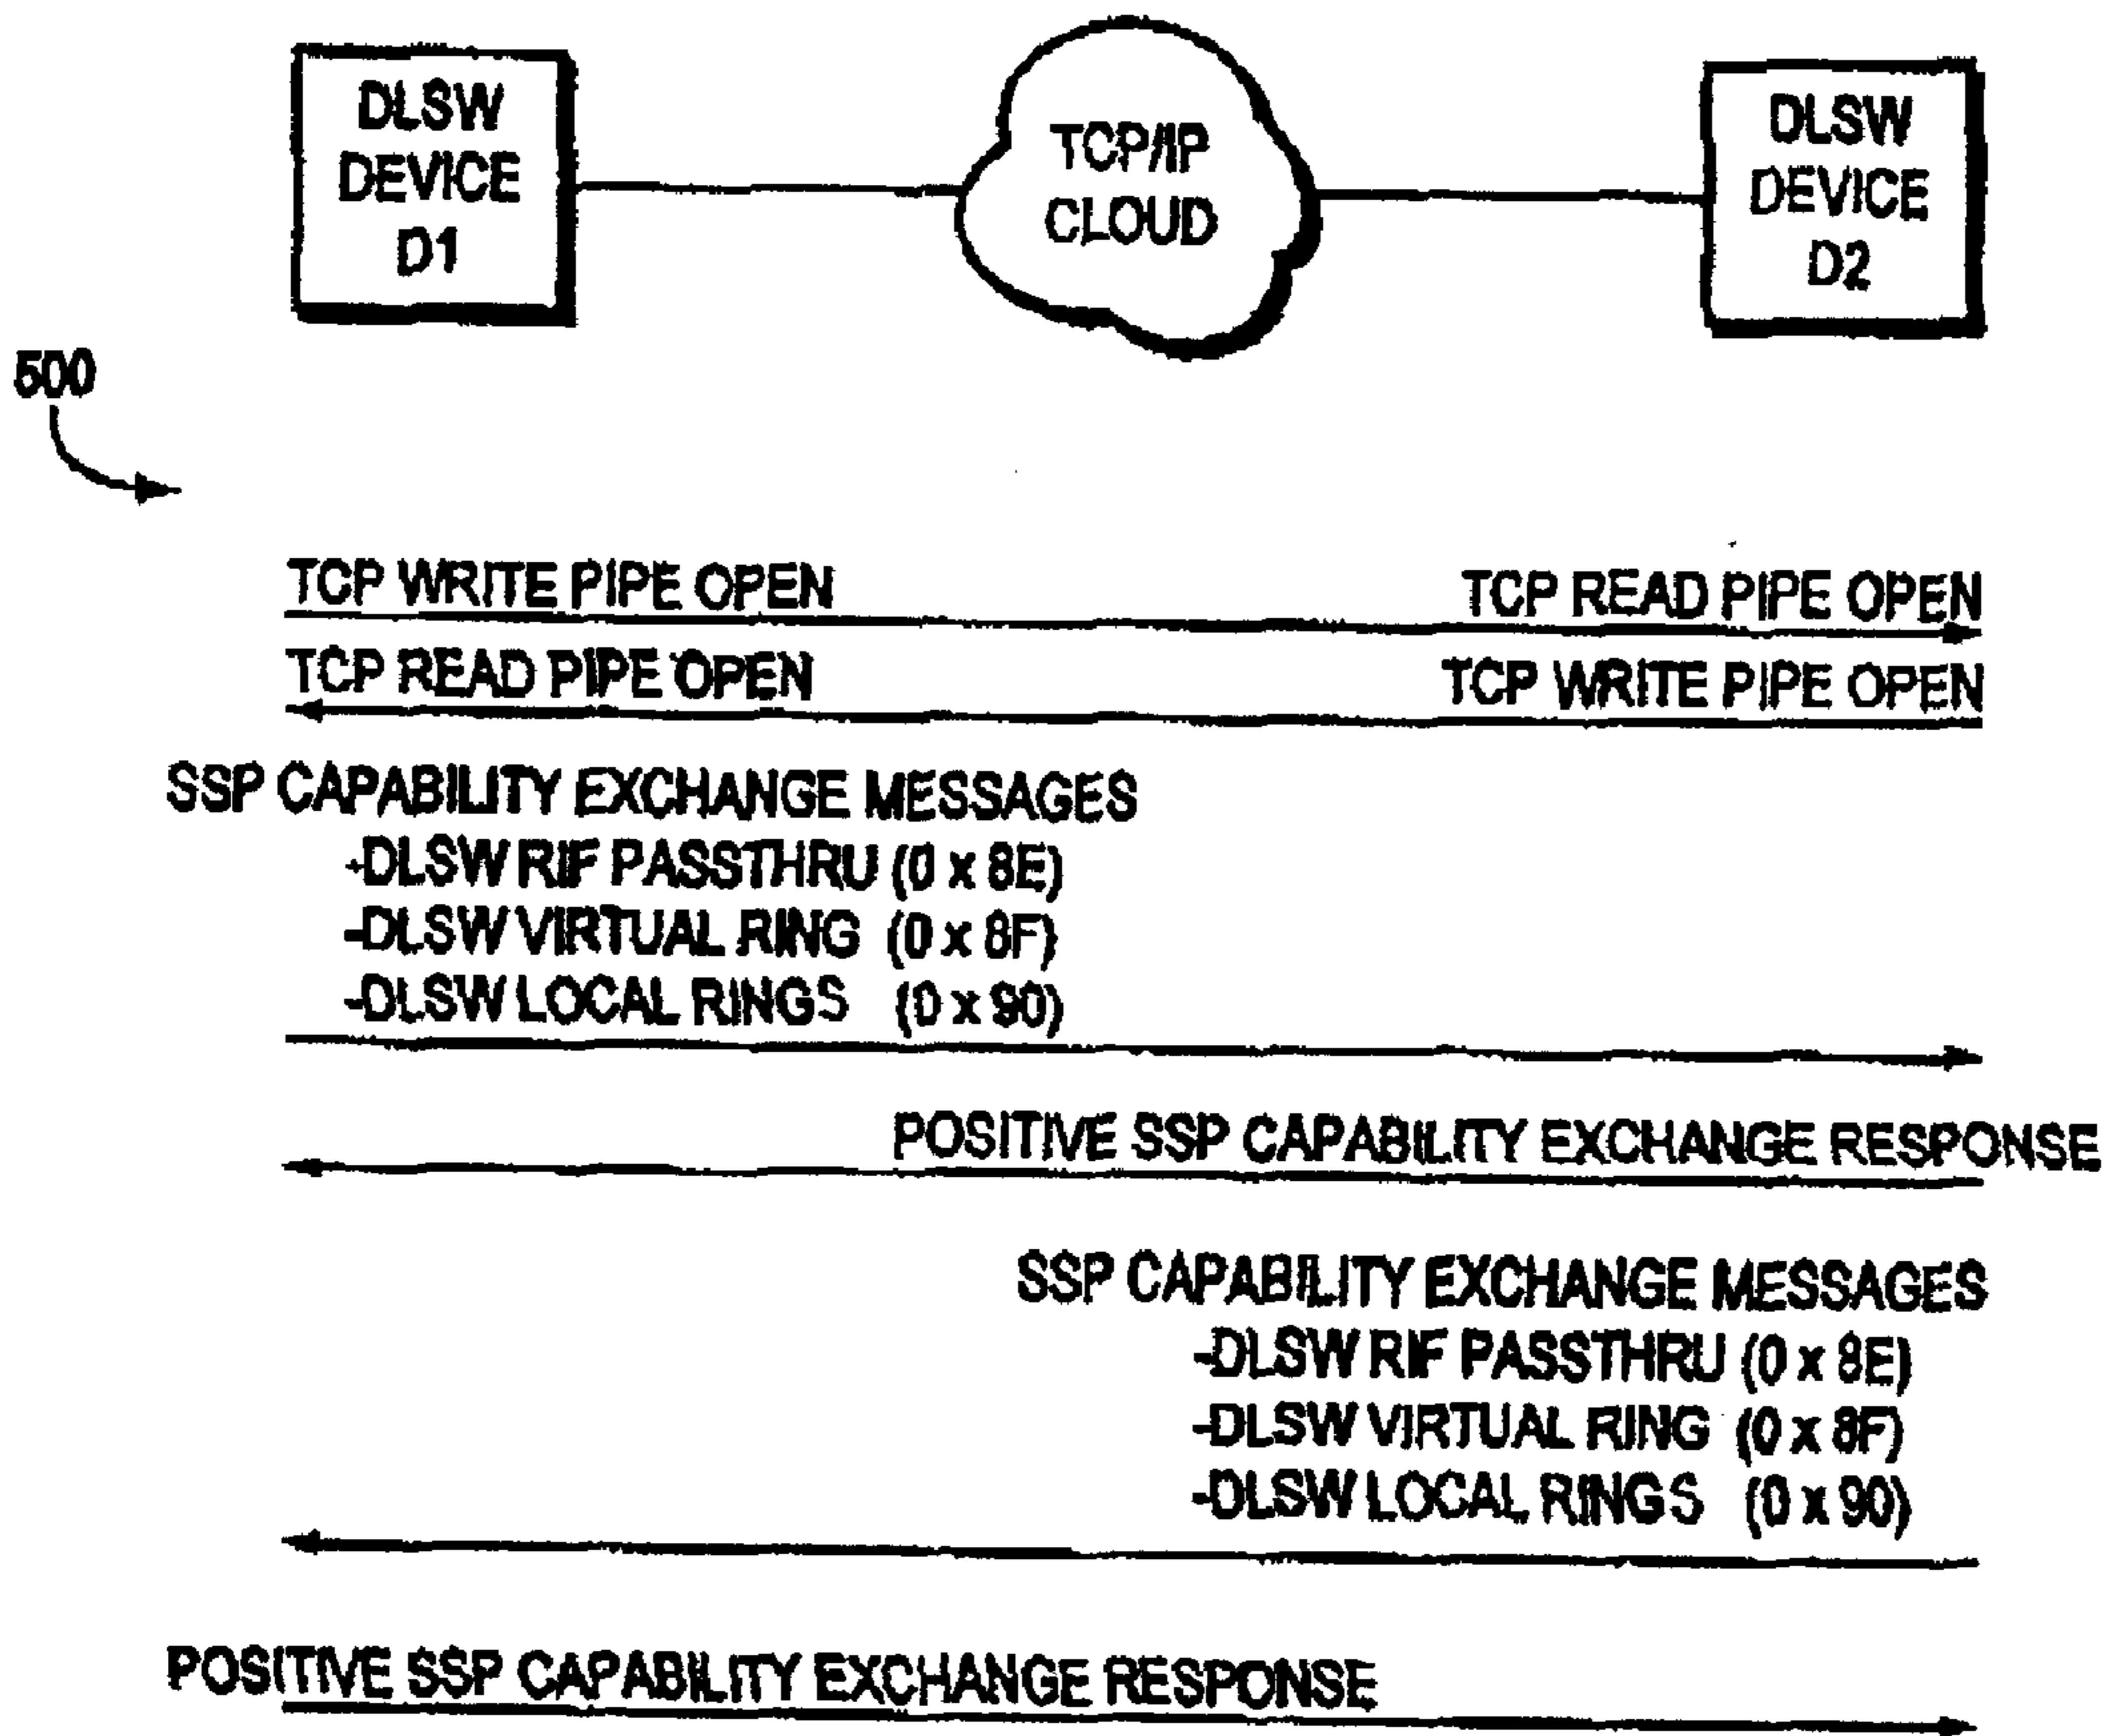 DLSW
DEVICE
D1
TCP/IP
CLOUD
DLSW
DEVICE
D2
500
TCP WRITE PIPE OPEN
TCP READ PIPE OPEN
TCP READ PIPE OPEN
TCP WRITE PIPE OPEN
SSP CAPABILITY EXCHANGE MESSAGES
-DLSW RIF PASSTHRU (0 x 8E)
-DLSW VIRTUAL RING (0 x 8F)
-DLSW LOCAL RINGS (0 x 90)
POSITIVE SSP CAPABILITY EXCHANGE RESPONSE
SSP CAPABILITY EXCHANGE MESSAGES
-DLSW RIF PASSTHRU (0 x 8E)
-DLSW VIRTUAL RING (0 x 8F)
-DLSW LOCAL RINGS (0 x 90)
POSITIVE SSP CAPABILITY EXCHANGE RESPONSE